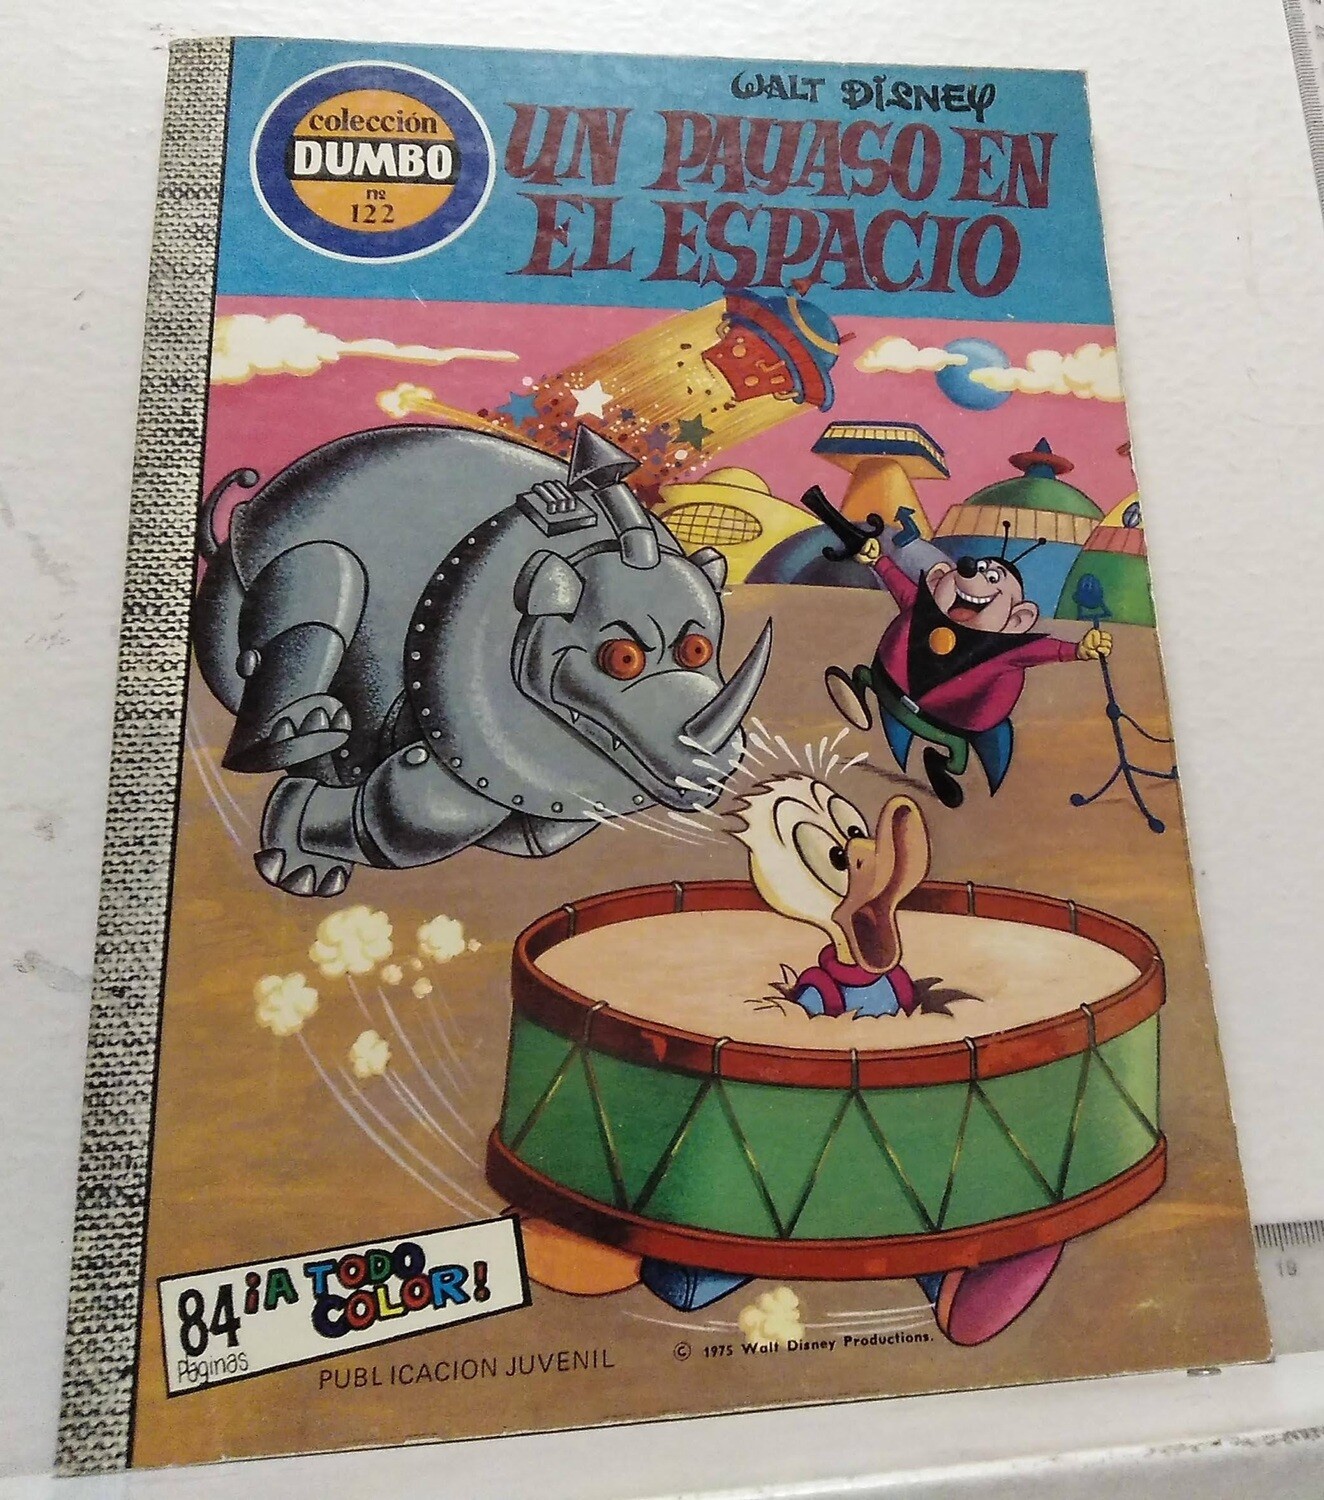 colección
DUMBO
nº
122
WALT DISNEY
UN PAYASO EN
EL ESPACIO
84 ¡A TODO
COLOR!
Páginas
PUBLICACION JUVENIL
© 1975 Walt Disney Productions.
19